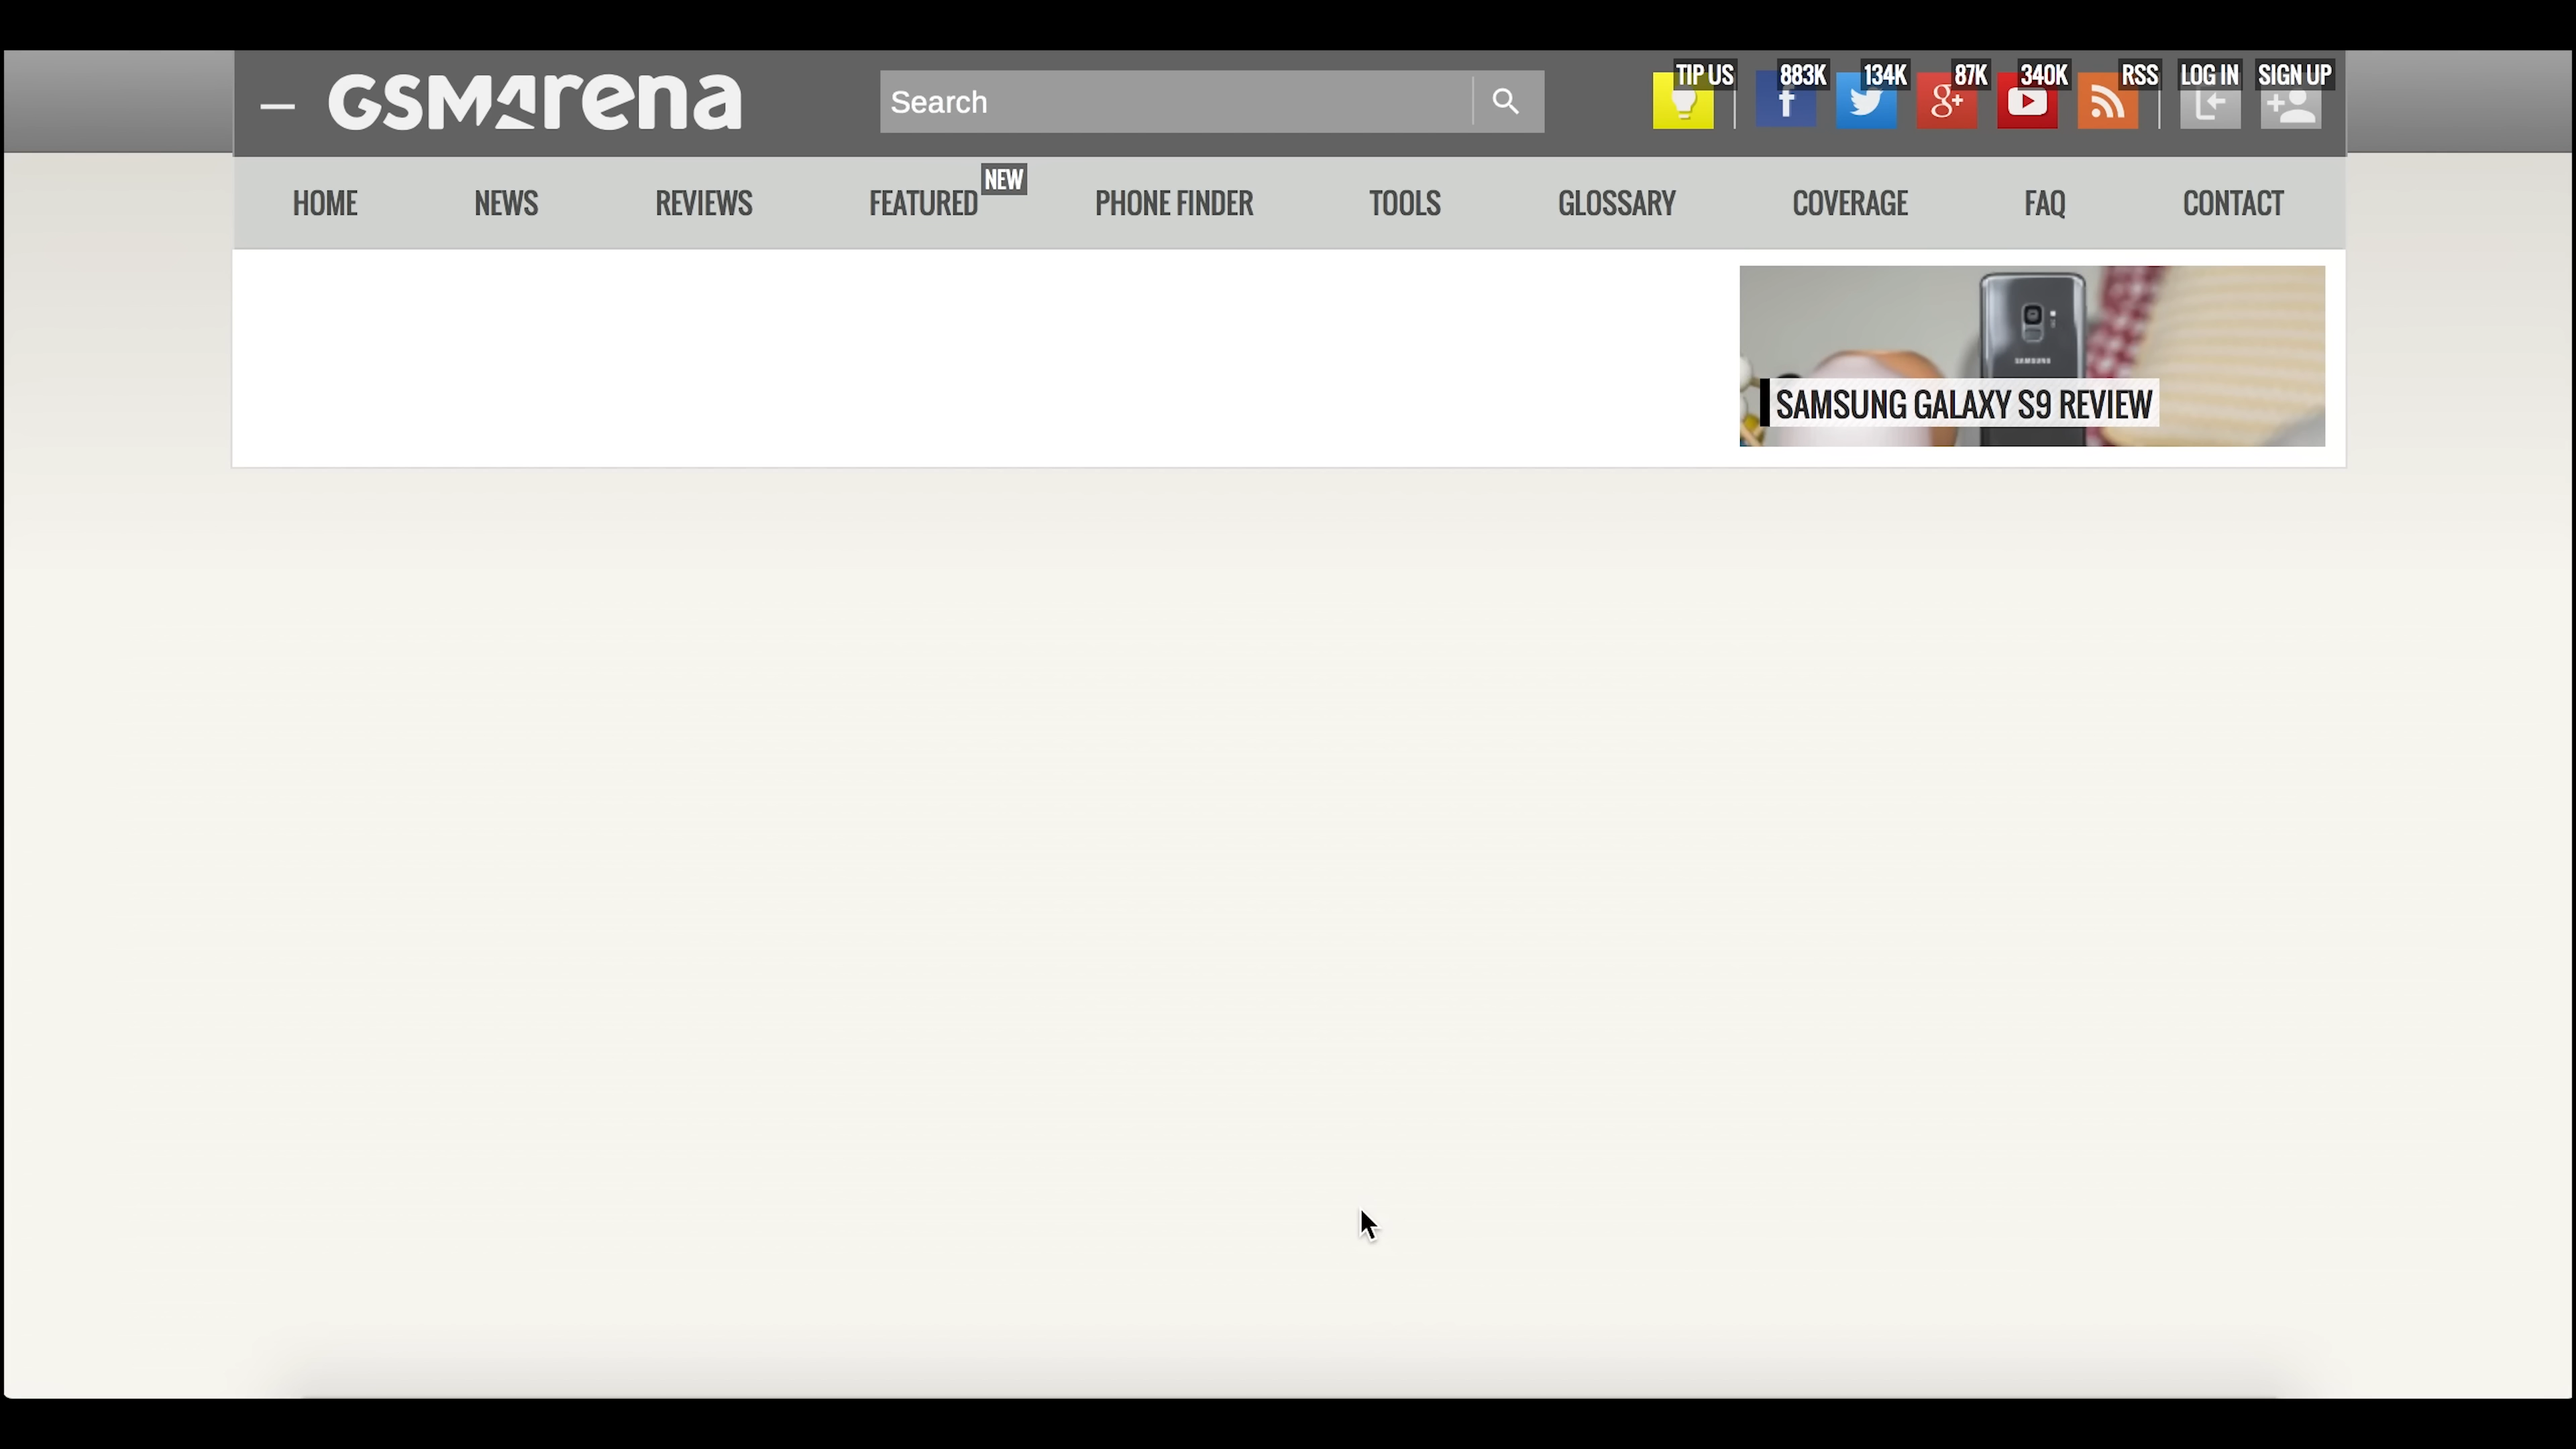 GSMArena
Search
TIP US
883K
134K
87K
340K
RSS
LOG IN
SIGN UP
HOME
NEWS
REVIEWS
FEATURED
NEW
PHONE FINDER
TOOLS
GLOSSARY
COVERAGE
FAQ
CONTACT
SAMSUNG
SAMSUNG GALAXY S9 REVIEW